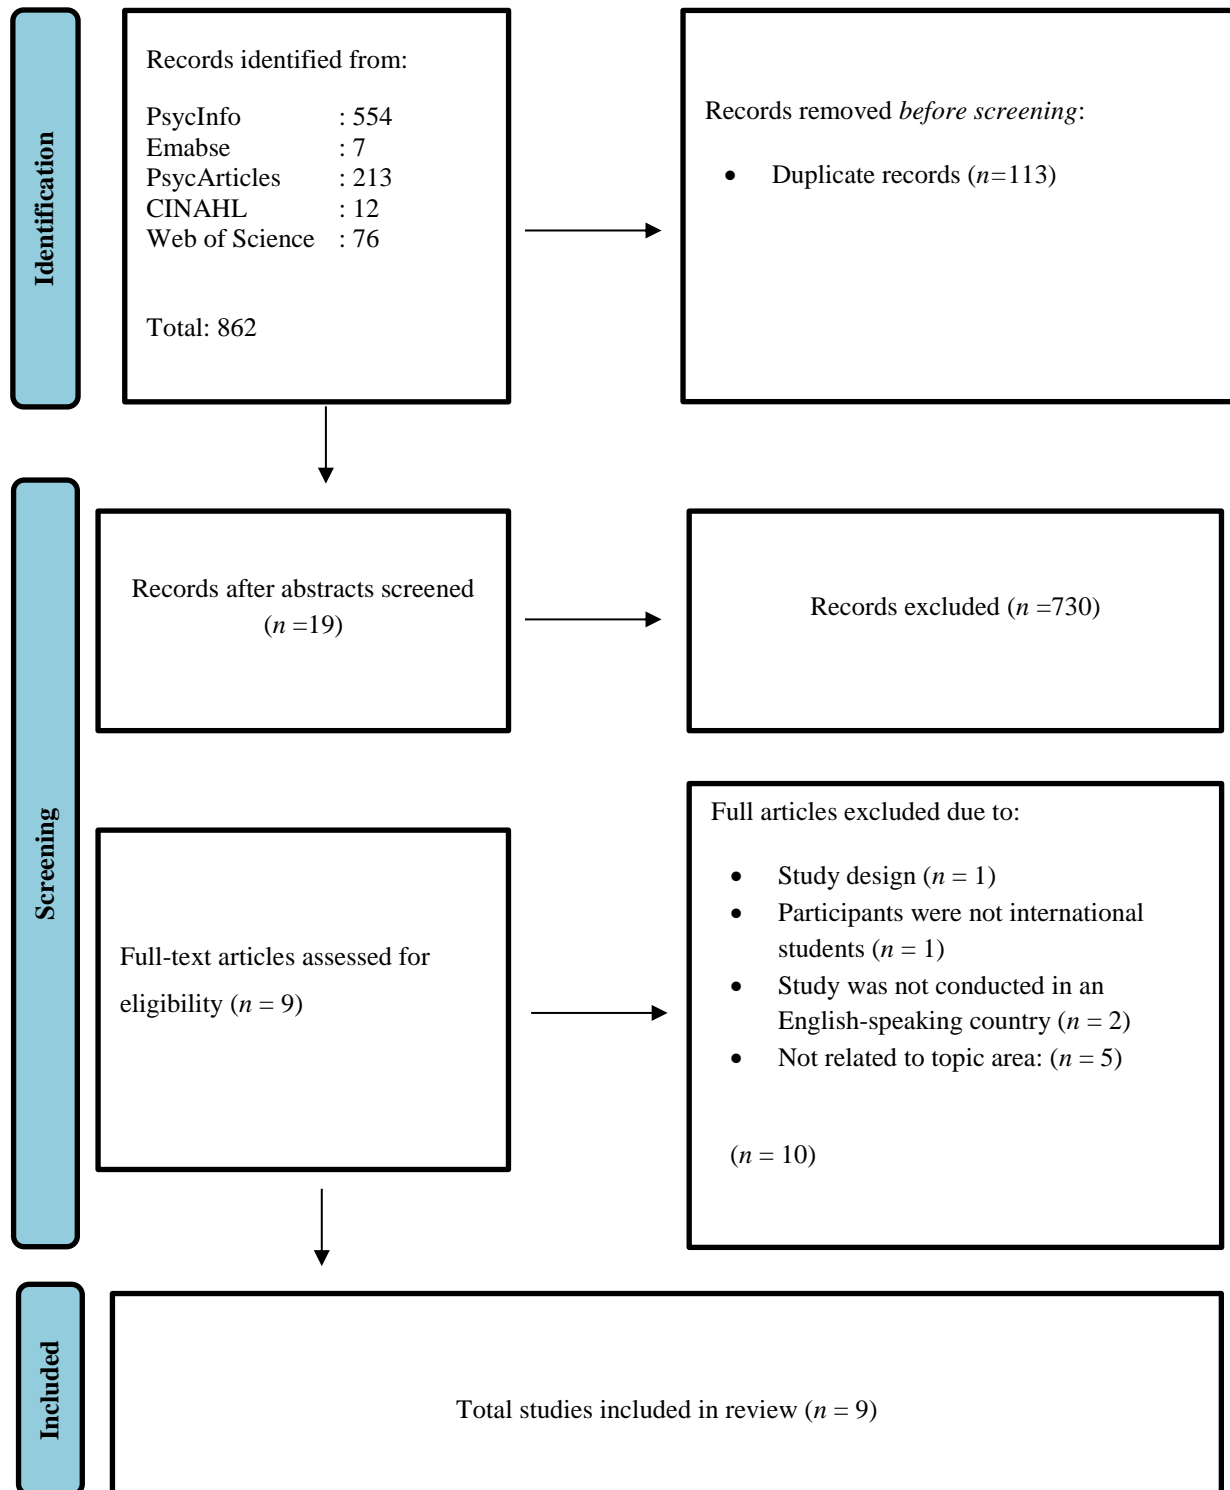 Identification
Records identified from:
PsycInfo : 554
Emabse : 7
PsycArticles : 213
CINAHL : 12
Web of Science : 76
Total: 862
Records removed before screening:
• Duplicate records (n=113)
Screening
Records after abstracts screened
(n =19)
Records excluded (n =730)
Full-text articles assessed for
eligibility (n = 9)
Full articles excluded due to:
• Study design (n = 1)
• Participants were not international
students (n = 1)
• Study was not conducted in an
English-speaking country (n = 2)
• Not related to topic area: (n = 5)
(n = 10)
Included
Total studies included in review (n = 9)